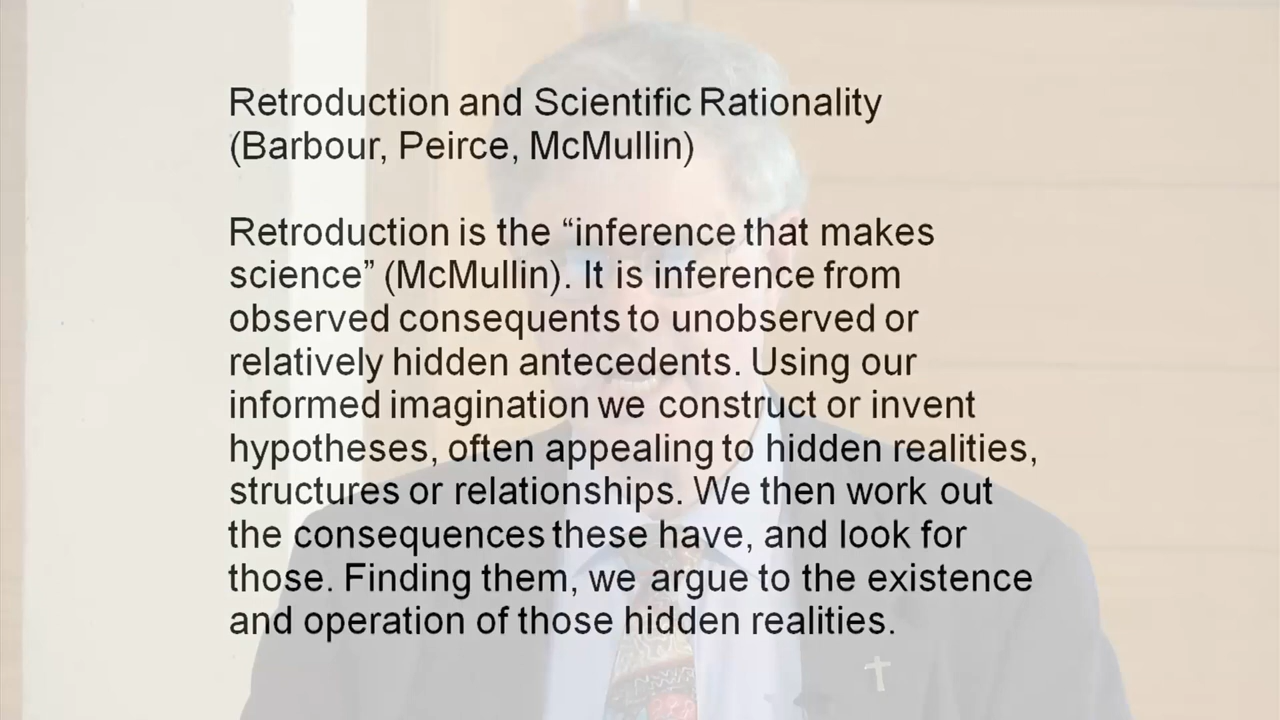 Retroduction and Scientific Rationality
(Barbour, Peirce, McMullin)
Retroduction is the “inference that makes
science” (McMullin). It is inference from
observed consequents to unobserved or
relatively hidden antecedents. Using our
informed imagination we construct or invent
hypotheses, often appealing to hidden realities,
structures or relationships. We then work out
the consequences these have, and look for
those. Finding them, we argue to the existence
and operation of those hidden realities.